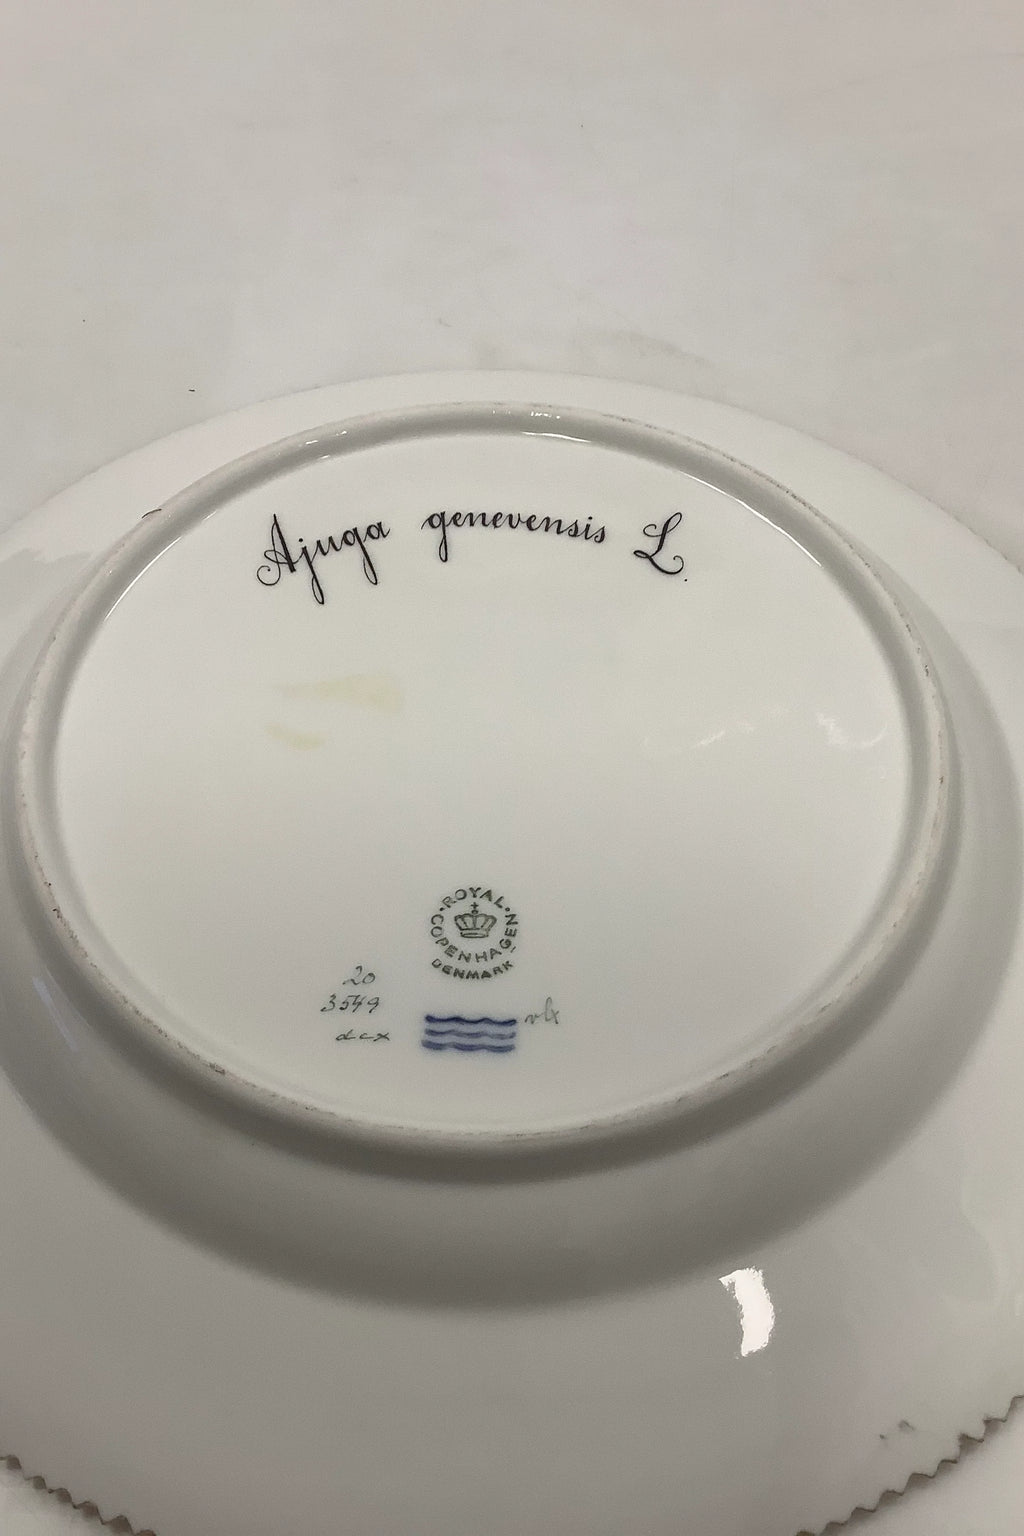 Ajuga genevensis L.
ROYAL COPENHAGEN
DENMARK
20
3549